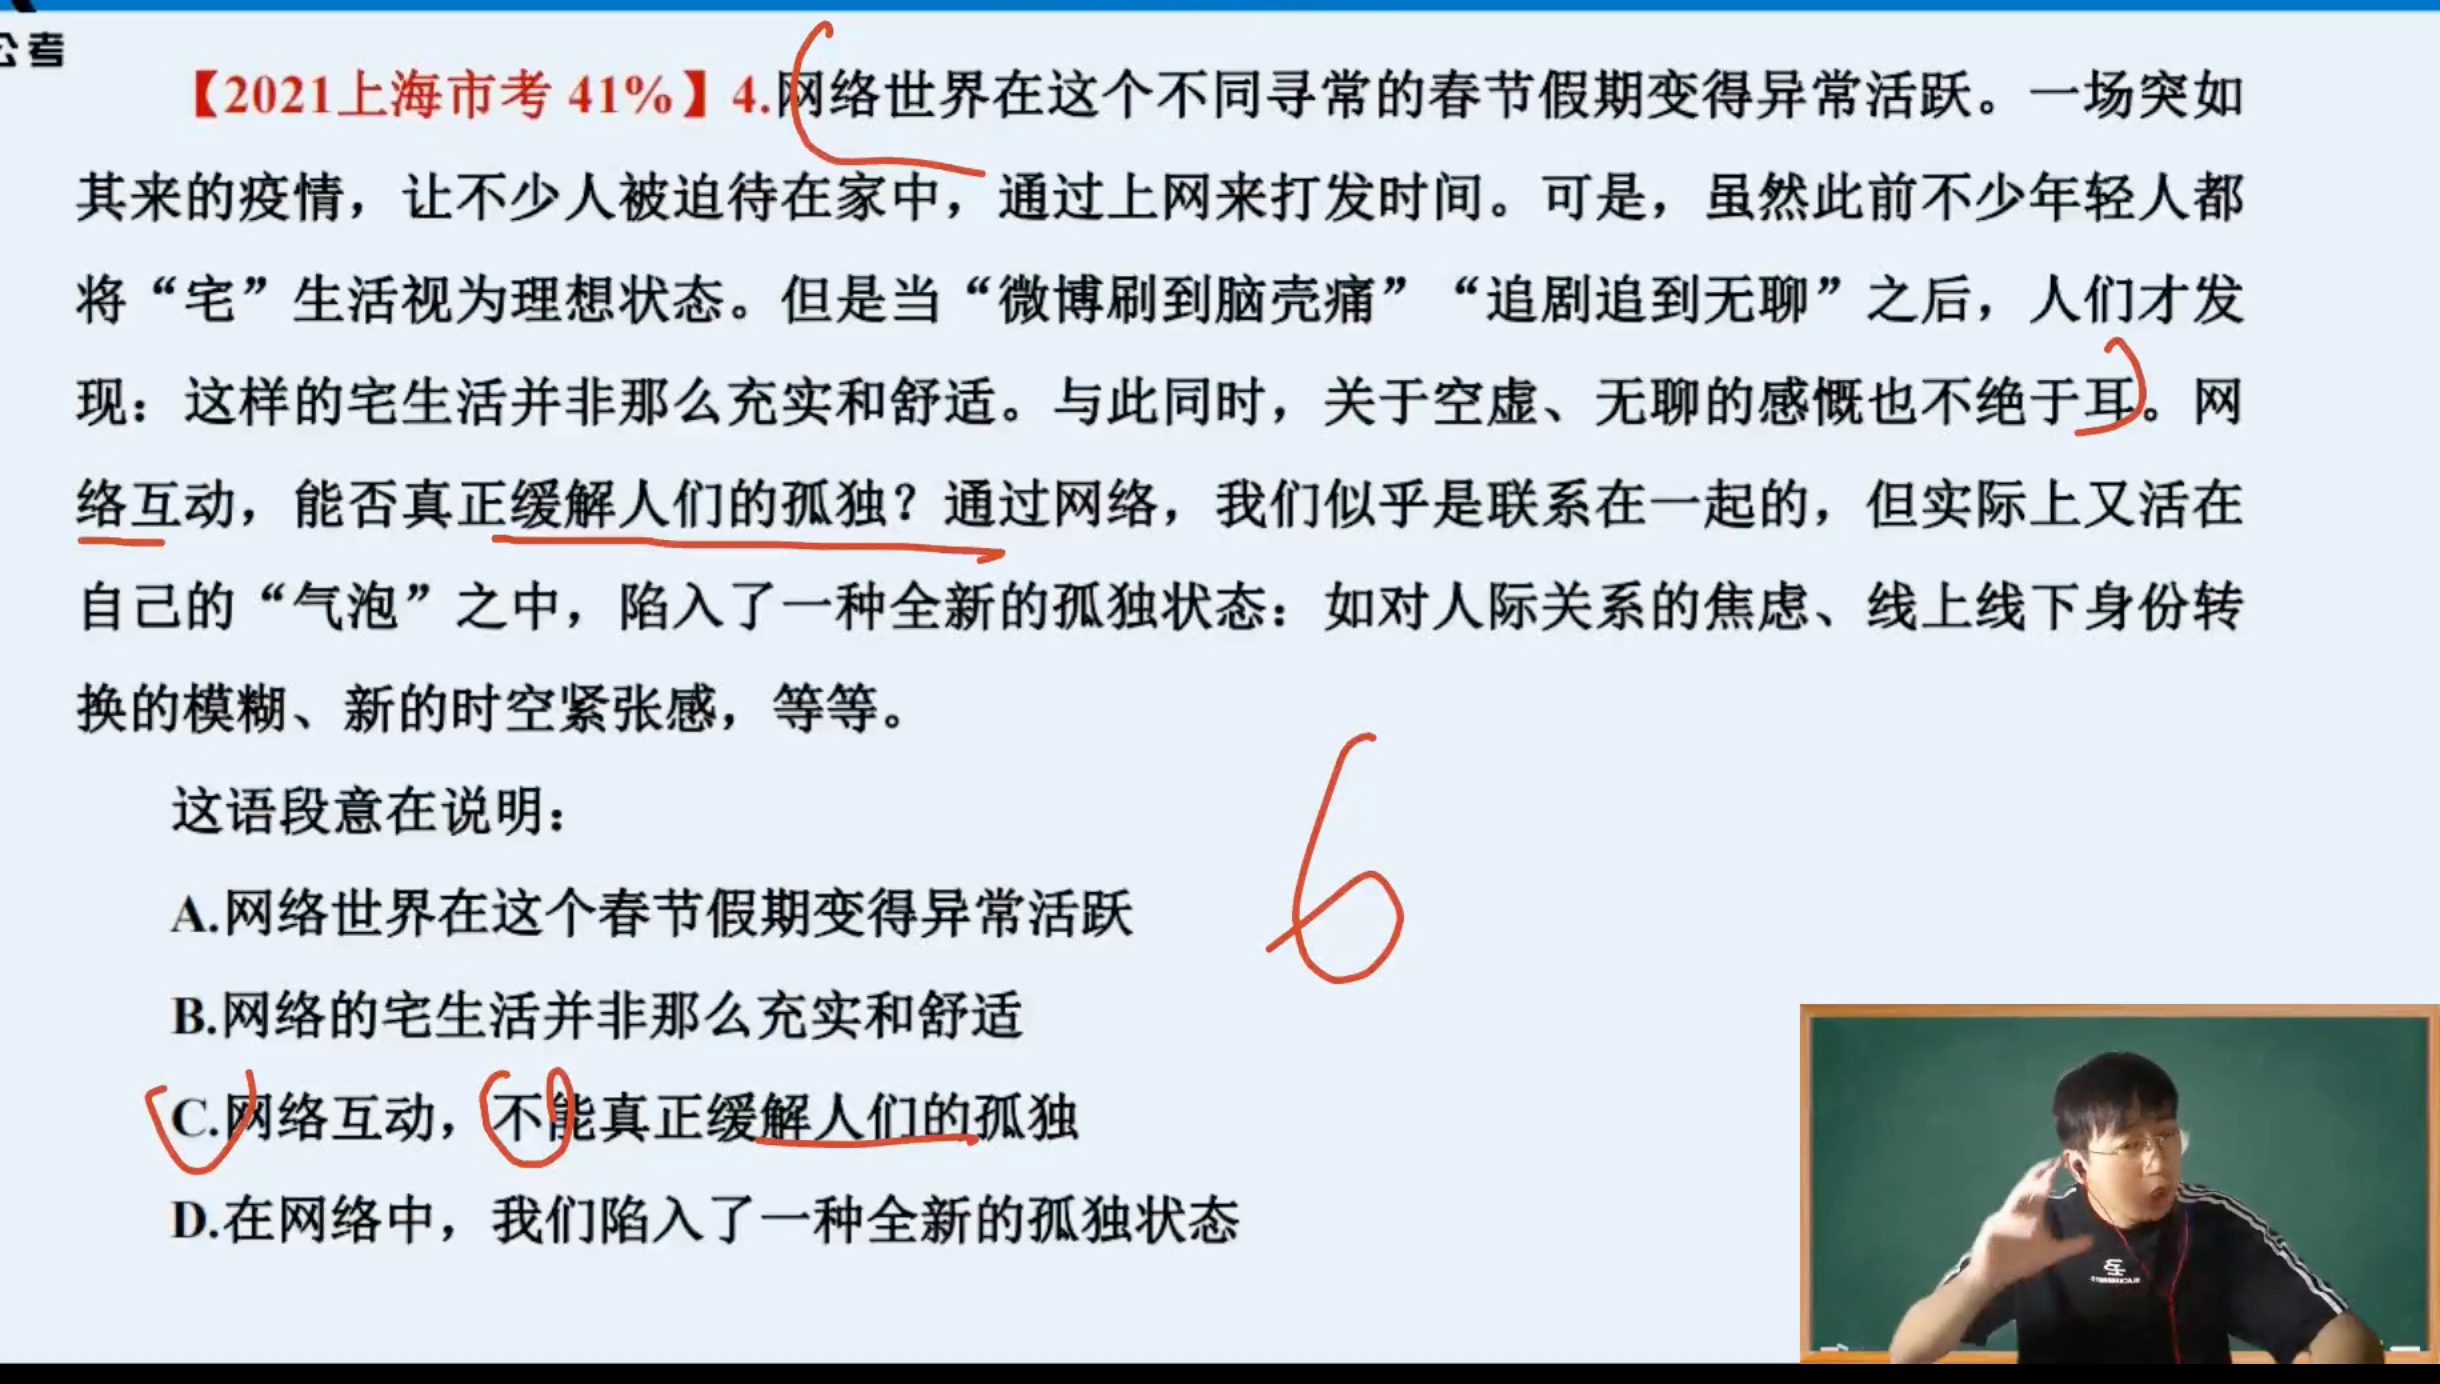 公考
【2021上海市考 41%】4.网络世界在这个不同寻常的春节假期变得异常活跃。一场突如
其来的疫情，让不少人被迫待在家中，通过上网来打发时间。可是，虽然此前不少年轻人都
将“宅”生活视为理想状态。但是当“微博刷到脑壳痛”“追剧追到无聊”之后，人们才发
现：这样的宅生活并非那么充实和舒适。与此同时，关于空虚、无聊的感慨也不绝于耳。网
络互动，能否真正缓解人们的孤独？通过网络，我们似乎是联系在一起的，但实际上又活在
自己的“气泡”之中，陷入了一种全新的孤独状态：如对人际关系的焦虑、线上线下身份转
换的模糊、新的时空紧张感，等等。
这语段意在说明：
A.网络世界在这个春节假期变得异常活跃
6
B.网络的宅生活并非那么充实和舒适
C.网络互动，不能真正缓解人们的孤独
D.在网络中，我们陷入了一种全新的孤独状态